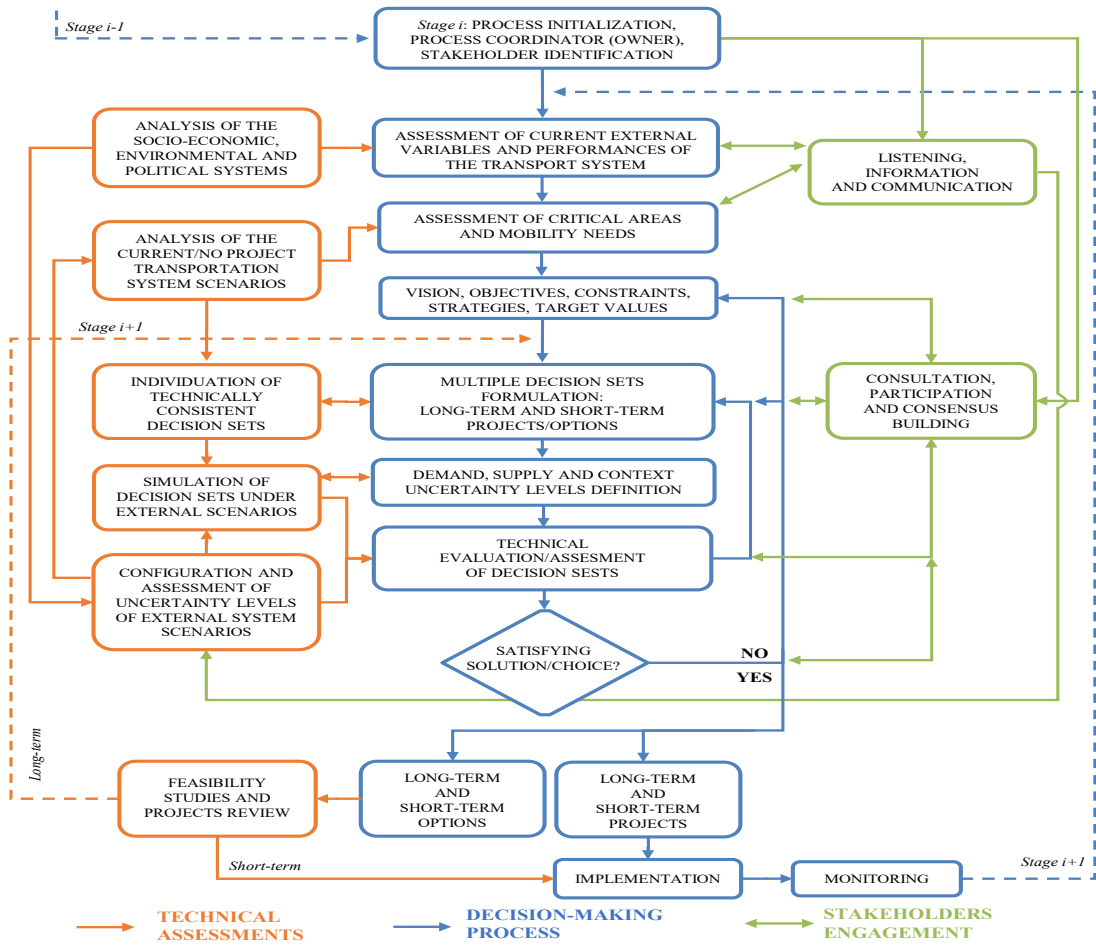 Stage i-1
Stage i: PROCESS INITIALIZATION,
PROCESS COORDINATOR (OWNER),
STAKEHOLDER IDENTIFICATION
ANALYSIS OF THE
SOCIO-ECONOMIC,
ENVIRONMENTAL AND
POLITICAL SYSTEMS
ASSESSMENT OF CURRENT EXTERNAL
VARIABLES AND PERFORMANCES OF
THE TRANSPORT SYSTEM
LISTENING,
INFORMATION
AND COMMUNICATION
ASSESSMENT OF CRITICAL AREAS
AND MOBILITY NEEDS
ANALYSIS OF THE
CURRENT/NO PROJECT
TRANSPORTATION
SYSTEM SCENARIOS
VISION, OBJECTIVES, CONSTRAINTS,
STRATEGIES, TARGET VALUES
Stage i+1
INDIVIDUATION OF
TECHNICALLY
CONSISTENT
DECISION SETS
MULTIPLE DECISION SETS
FORMULATION:
LONG-TERM AND SHORT-TERM
PROJECTS/OPTIONS
CONSULTATION,
PARTICIPATION
AND CONSENSUS
BUILDING
SIMULATION OF
DECISION SETS UNDER
EXTERNAL SCENARIOS
DEMAND, SUPPLY AND CONTEXT
UNCERTAINTY LEVELS DEFINITION
TECHNICAL
EVALUATION/ASSESMENT
OF DECISION SESTS
CONFIGURATION AND
ASSESSMENT OF
UNCERTAINTY LEVELS
OF EXTERNAL SYSTEM
SCENARIOS
SATISFYING
SOLUTION/CHOICE?
NO
YES
Long-term
FEASIBILITY
STUDIES AND
PROJECTS REVIEW
LONG-TERM
AND
SHORT-TERM
OPTIONS
LONG-TERM
AND
SHORT-TERM
PROJECTS
Short-term
IMPLEMENTATION
MONITORING
Stage i+1
TECHNICAL
ASSESSMENTS
DECISION-MAKING
PROCESS
STAKEHOLDERS
ENGAGEMENT